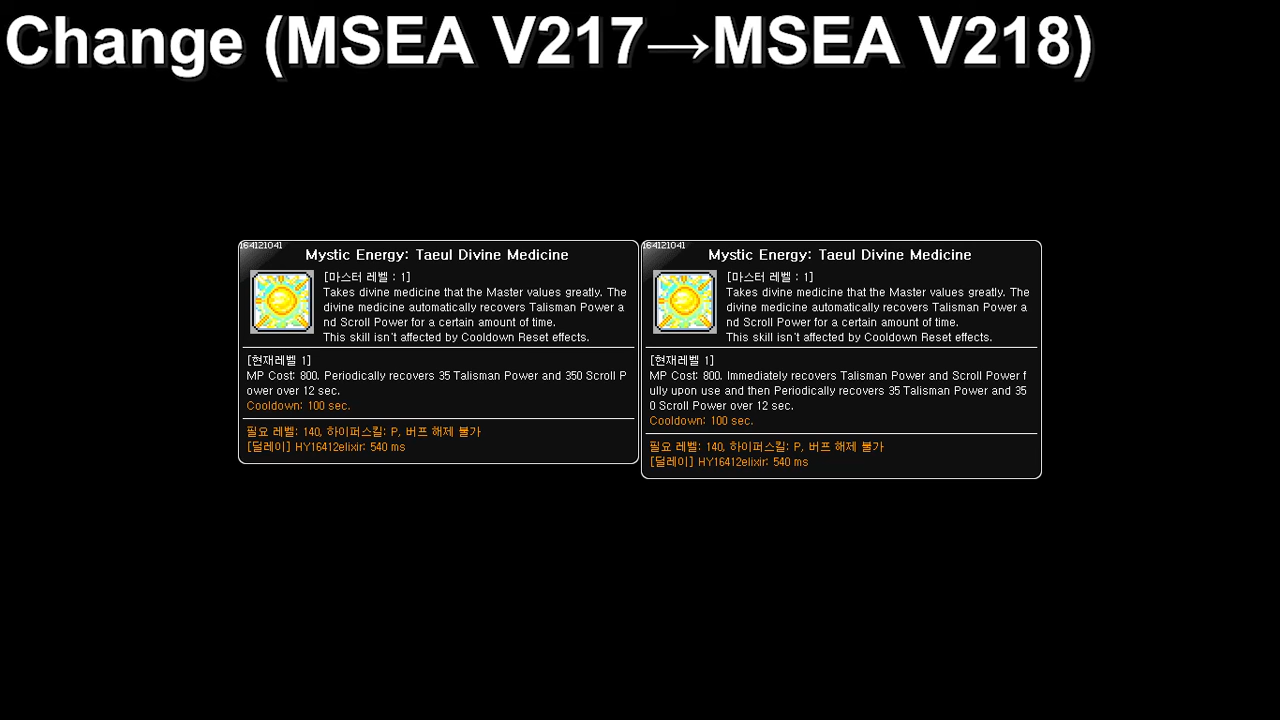 Change (MSEA V217→MSEA V218)
164121041
Mystic Energy: Taeul Divine Medicine
[마스터 레벨 : 1]
Takes divine medicine that the Master values greatly. The
divine medicine automatically recovers Talisman Power a
nd Scroll Power for a certain amount of time.
This skill isn't affected by Cooldown Reset effects.
[현재레벨 1]
MP Cost: 800. Periodically recovers 35 Talisman Power and 350 Scroll P
ower over 12 sec.
Cooldown: 100 sec.
필요 레벨: 140, 하이퍼스킬: P, 버프 해제 불가
[딜레이] HY16412elixir: 540 ms
164121041
Mystic Energy: Taeul Divine Medicine
[마스터 레벨 : 1]
Takes divine medicine that the Master values greatly. The
divine medicine automatically recovers Talisman Power a
nd Scroll Power for a certain amount of time.
This skill isn't affected by Cooldown Reset effects.
[현재레벨 1]
MP Cost: 800. Immediately recovers Talisman Power and Scroll Power f
ully upon use and then Periodically recovers 35 Talisman Power and 35
0 Scroll Power over 12 sec.
Cooldown: 100 sec.
필요 레벨: 140, 하이퍼스킬: P, 버프 해제 불가
[딜레이] HY16412elixir: 540 ms